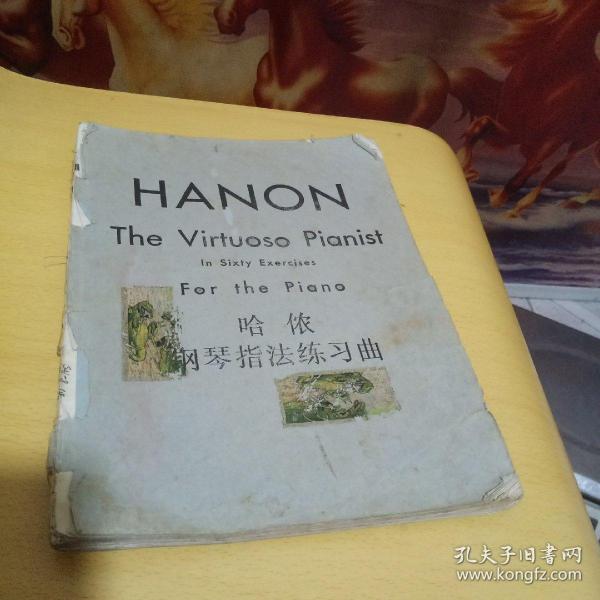 HANON
The Virtuoso Pianist
In Sixty Exercises
For the Piano
哈 侬
钢琴指法练习曲
孔夫子旧书网
www.kongfz.com